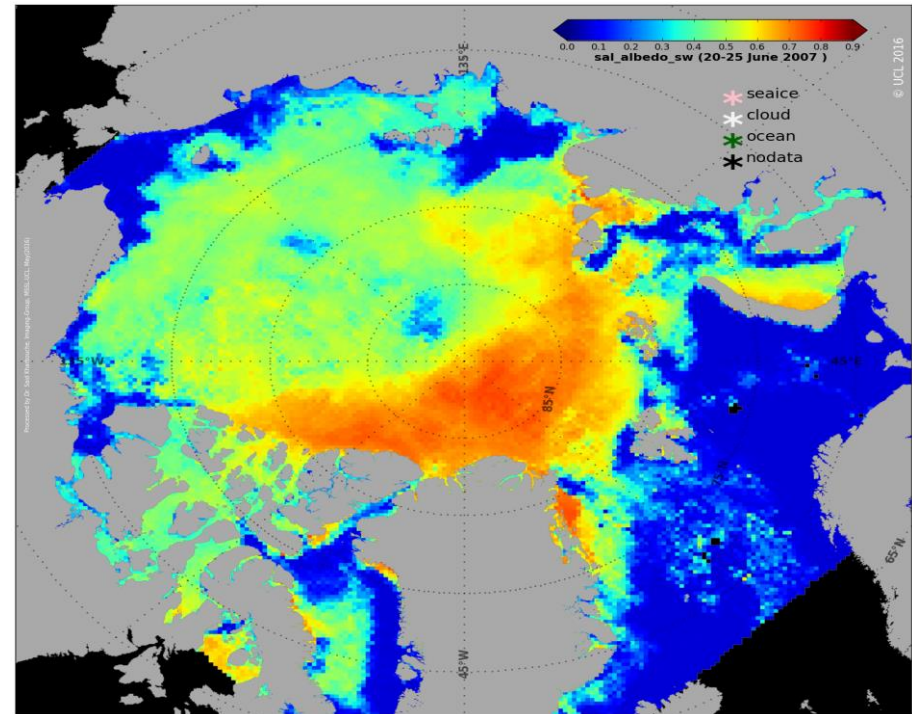 0.0 0.1 0.2 0.3 0.4 0.5 0.6 0.7 0.8 0.9
sal_albedo_sw (20-25 June 2007 )
© UCL 2016
seaice
cloud
ocean
nodata
135°E
45°E
85°N
65°N
45°W